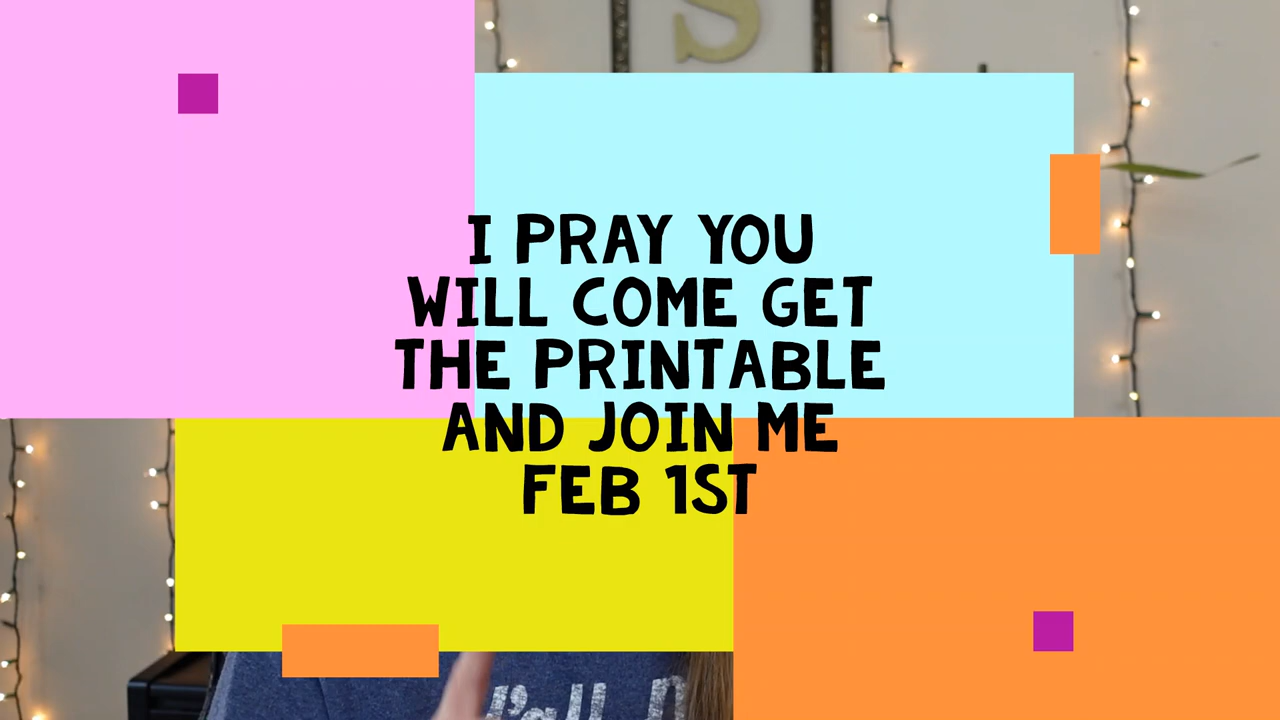 S
I PRAY YOU
WILL COME GET
THE PRINTABLE
AND JOIN ME
FEB 1ST